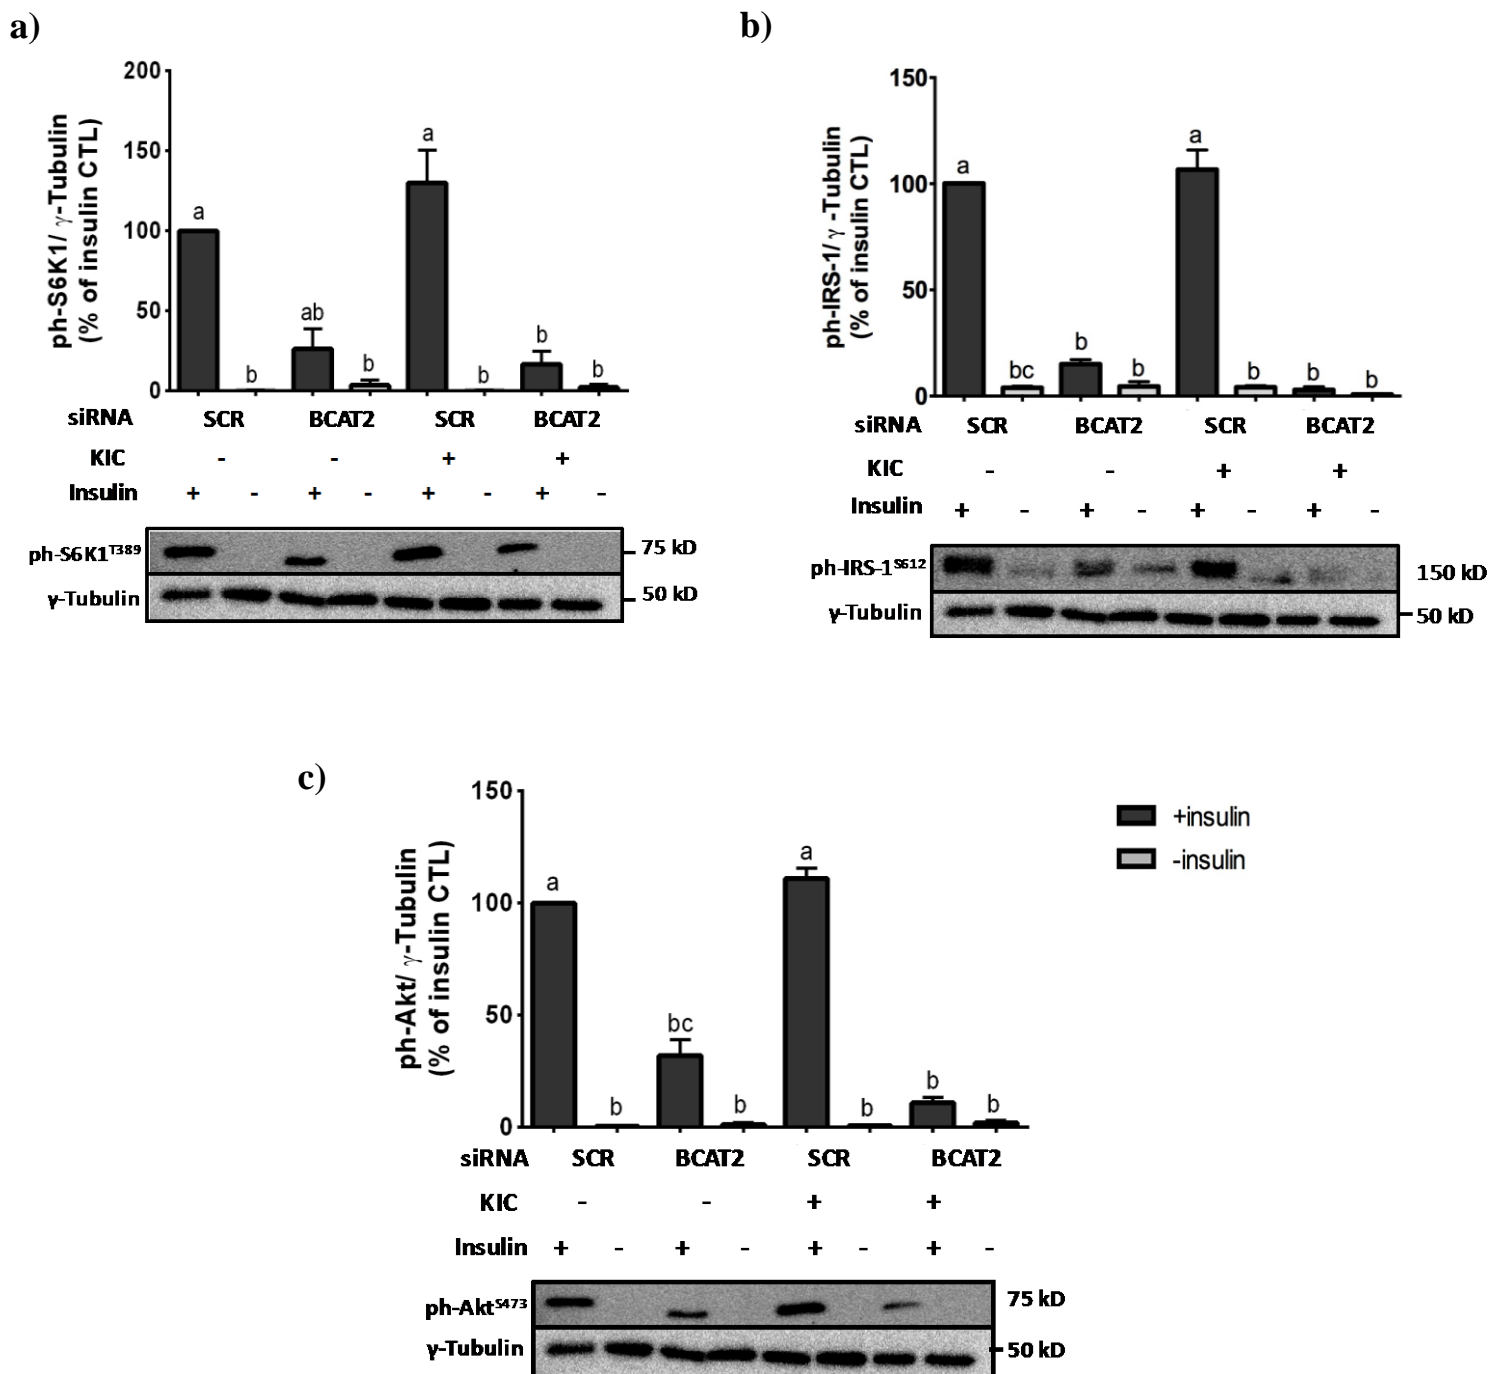 a)
ph-S6K1/ γ-Tubulin
(% of insulin CTL)
200
150
100
50
0
a
b
ab
b
a
b
b
b
siRNA SCR BCAT2 SCR BCAT2
KIC - - + +
Insulin + - + - + - + -
ph-S6K1T389 75 kD
γ-Tubulin 50 kD
b)
ph-IRS-1/ γ -Tubulin
(% of insulin CTL)
150
100
50
0
a
bc
b
b
a
b
b
b
siRNA SCR BCAT2 SCR BCAT2
KIC - - + +
Insulin + - + - + - + -
ph-IRS-1S612 150 kD
γ-Tubulin 50 kD
c)
ph-Akt/ γ-Tubulin
(% of insulin CTL)
150
100
50
0
a
b
bc
b
a
b
b
b
siRNA SCR BCAT2 SCR BCAT2
KIC - - + +
Insulin + - + - + - + -
ph-AktS473 75 kD
γ-Tubulin 50 kD
+insulin
-insulin